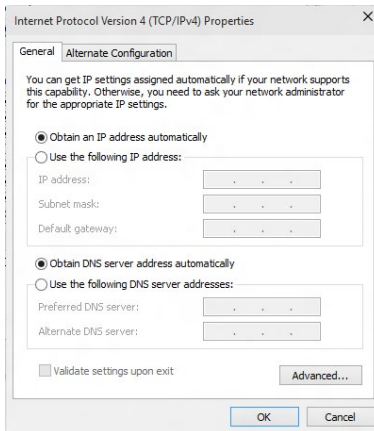 Internet Protocol Version 4 (TCP/IPv4) Properties
General
Alternate Configuration
You can get IP settings assigned automatically if your network supports
this capability. Otherwise, you need to ask your network administrator
for the appropriate IP settings.
Obtain an IP address automatically
Use the following IP address:
IP address:
Subnet mask:
Default gateway:
Obtain DNS server address automatically
Use the following DNS server addresses:
Preferred DNS server:
Alternate DNS server:
Validate settings upon exit
Advanced...
OK
Cancel